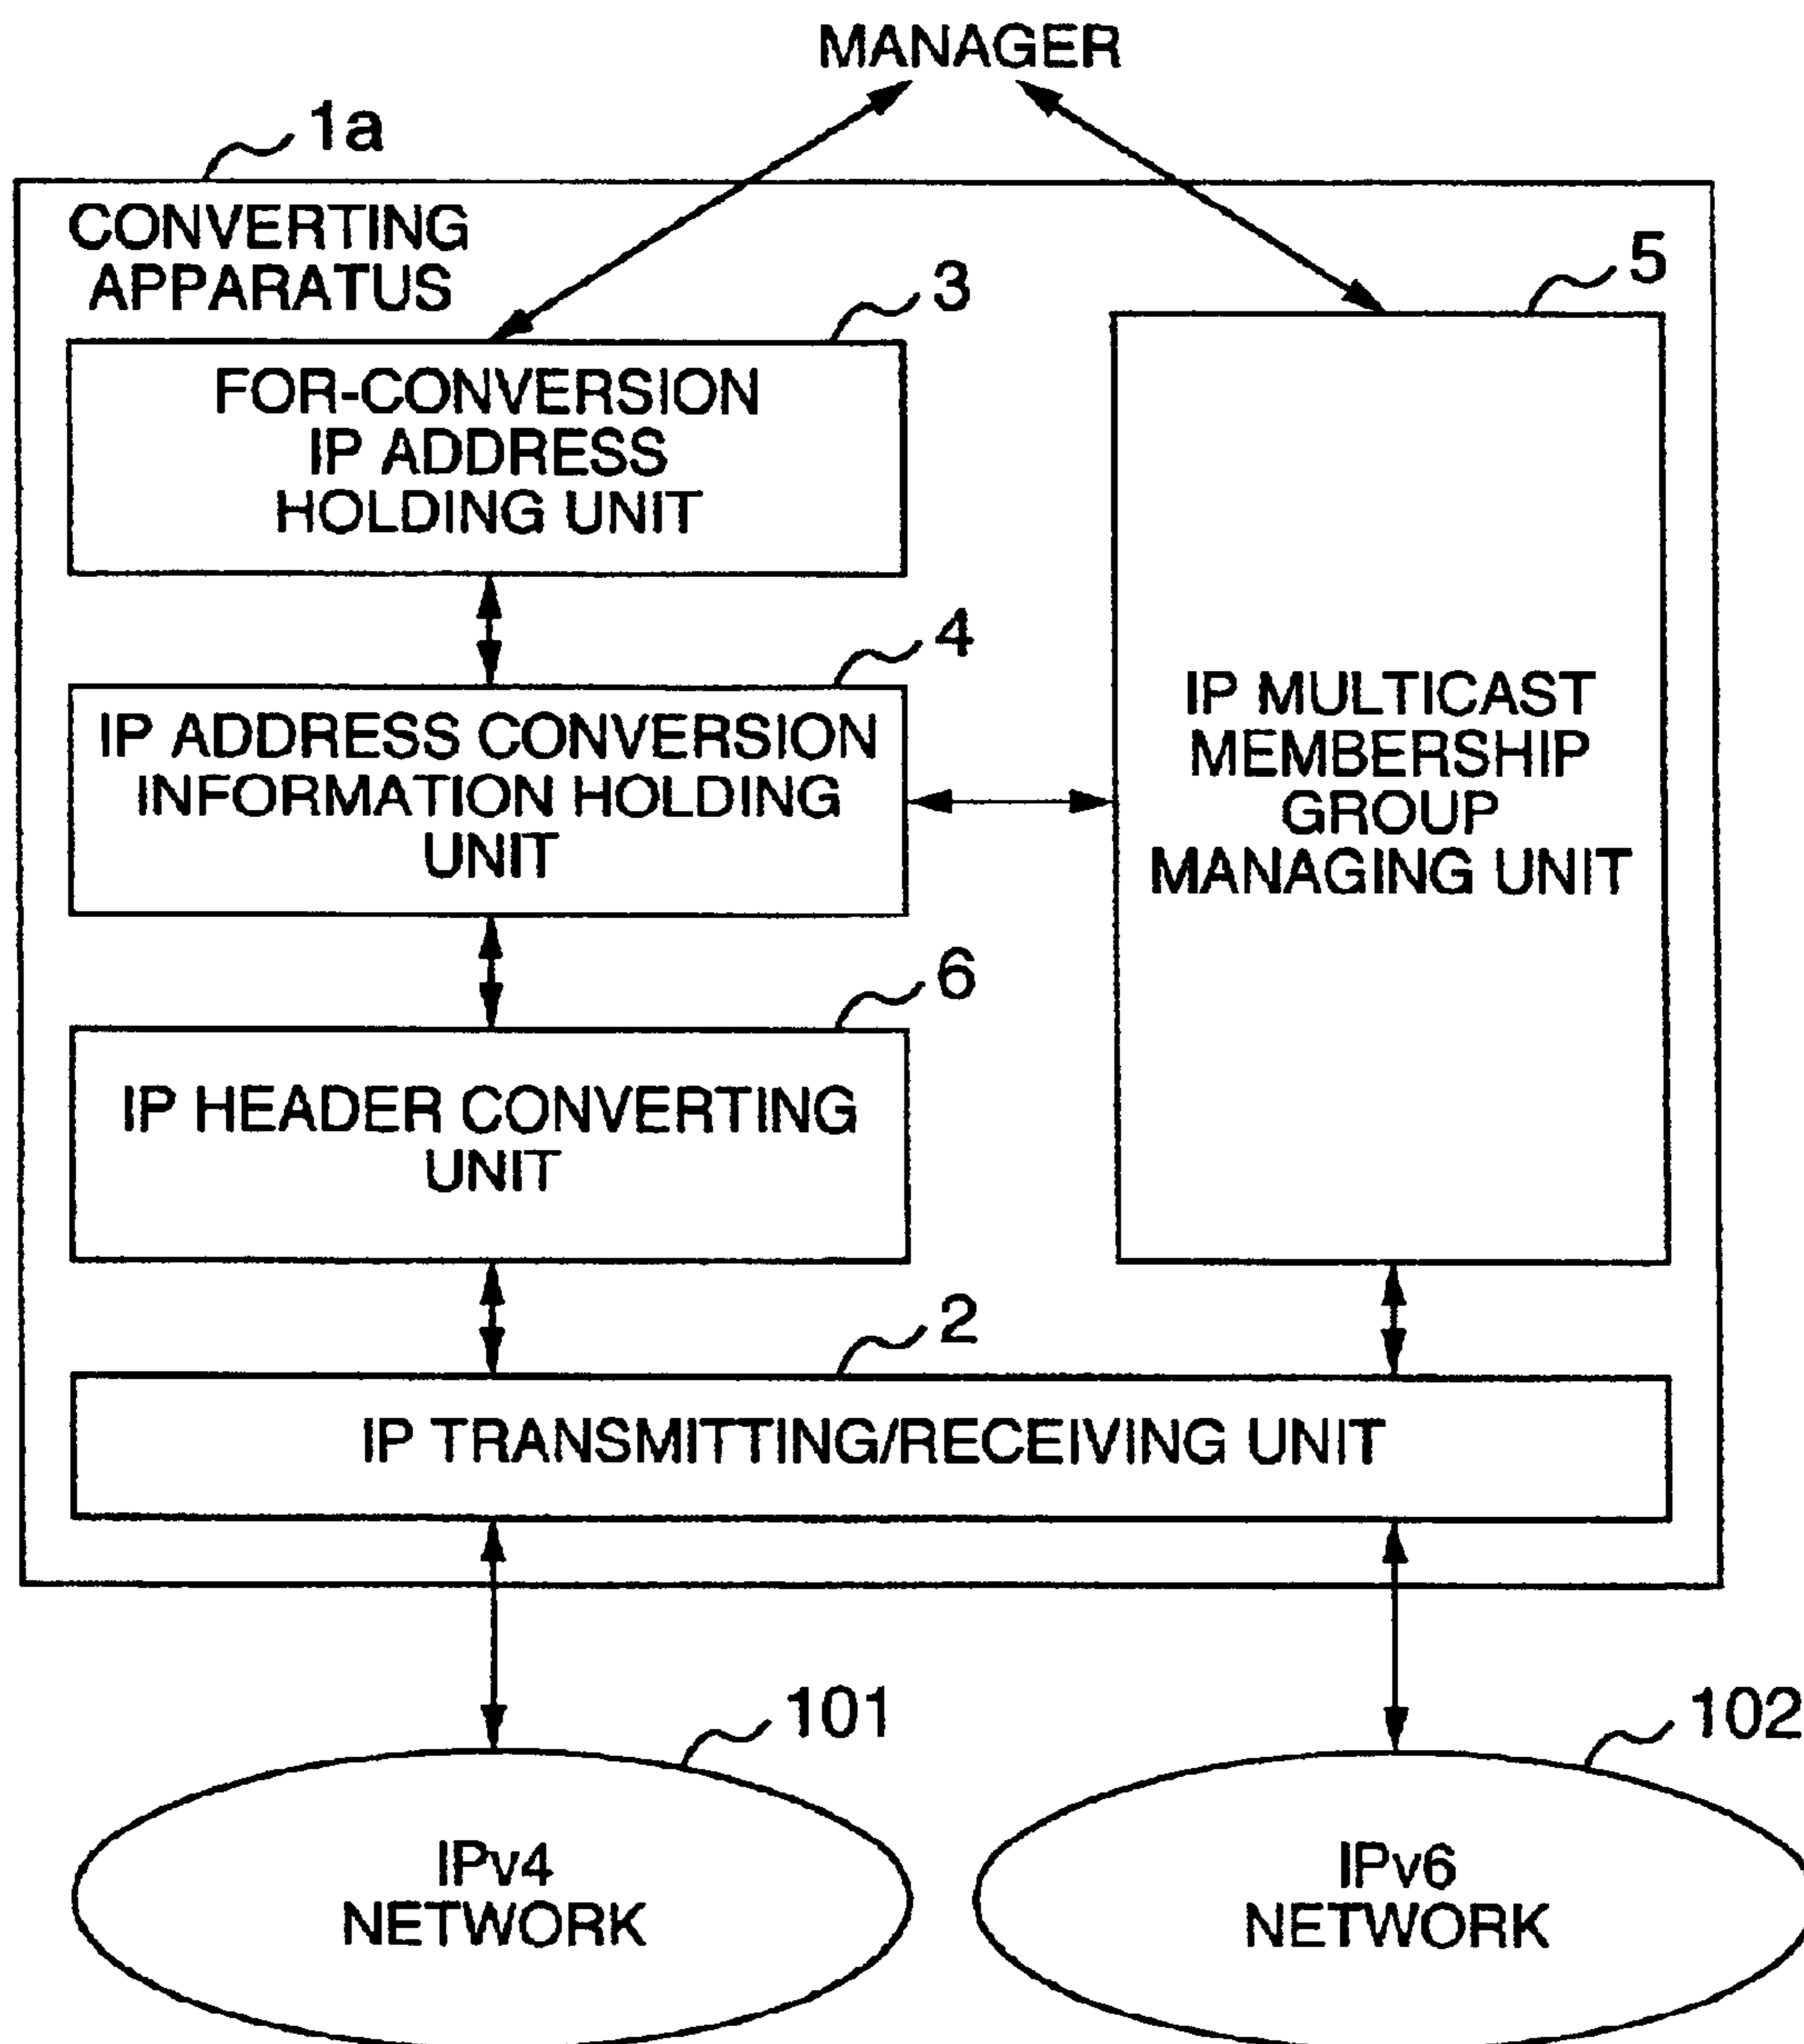 MANAGER
1a
CONVERTING
APPARATUS
3
FOR-CONVERSION
IP ADDRESS
HOLDING UNIT
5
IP MULTICAST
MEMBERSHIP
GROUP
MANAGING UNIT
4
IP ADDRESS CONVERSION
INFORMATION HOLDING
UNIT
6
IP HEADER CONVERTING
UNIT
2
IP TRANSMITTING/RECEIVING UNIT
101
IPv4
NETWORK
102
IPv6
NETWORK